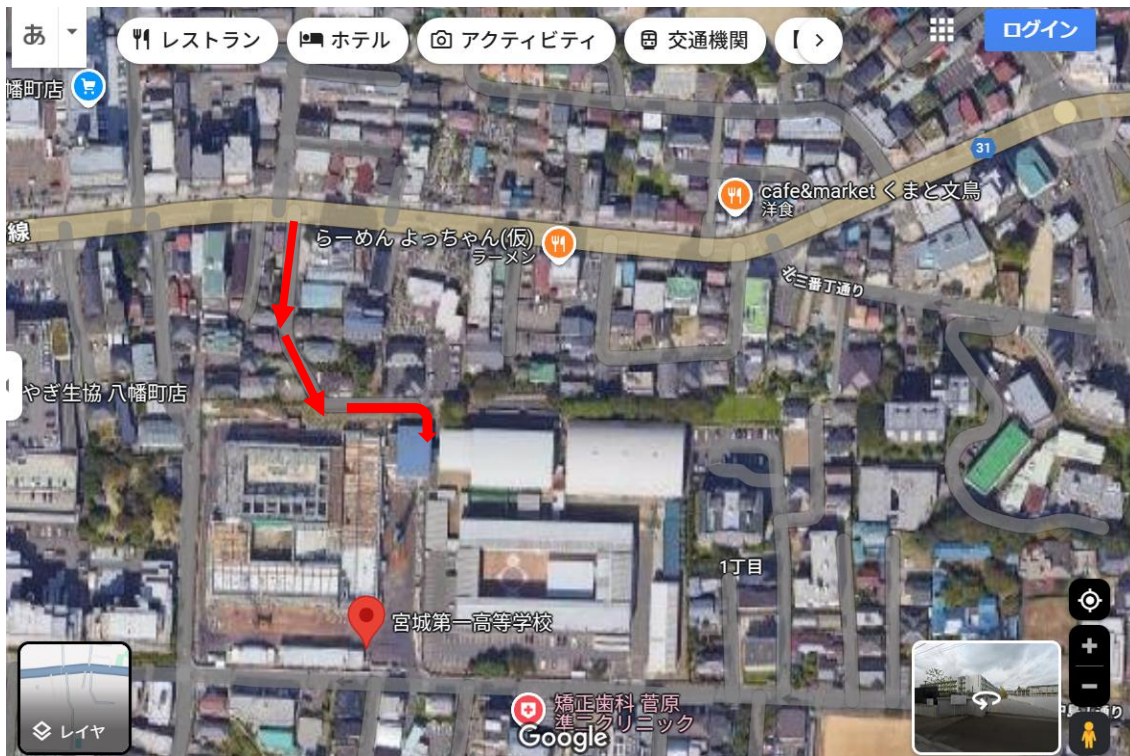 あ
レストラン
ホテル
アクティビティ
交通機関
ログイン
幡町店
31
cafe&market くまと文鳥
洋食
線
らーめん よっちゃん(仮)
ラーメン
北三番丁通り
やぎ生協 八幡町店
1丁目
宮城第一高等学校
矯正歯科 菅原
準二クリニック
Google
レイヤ
通り